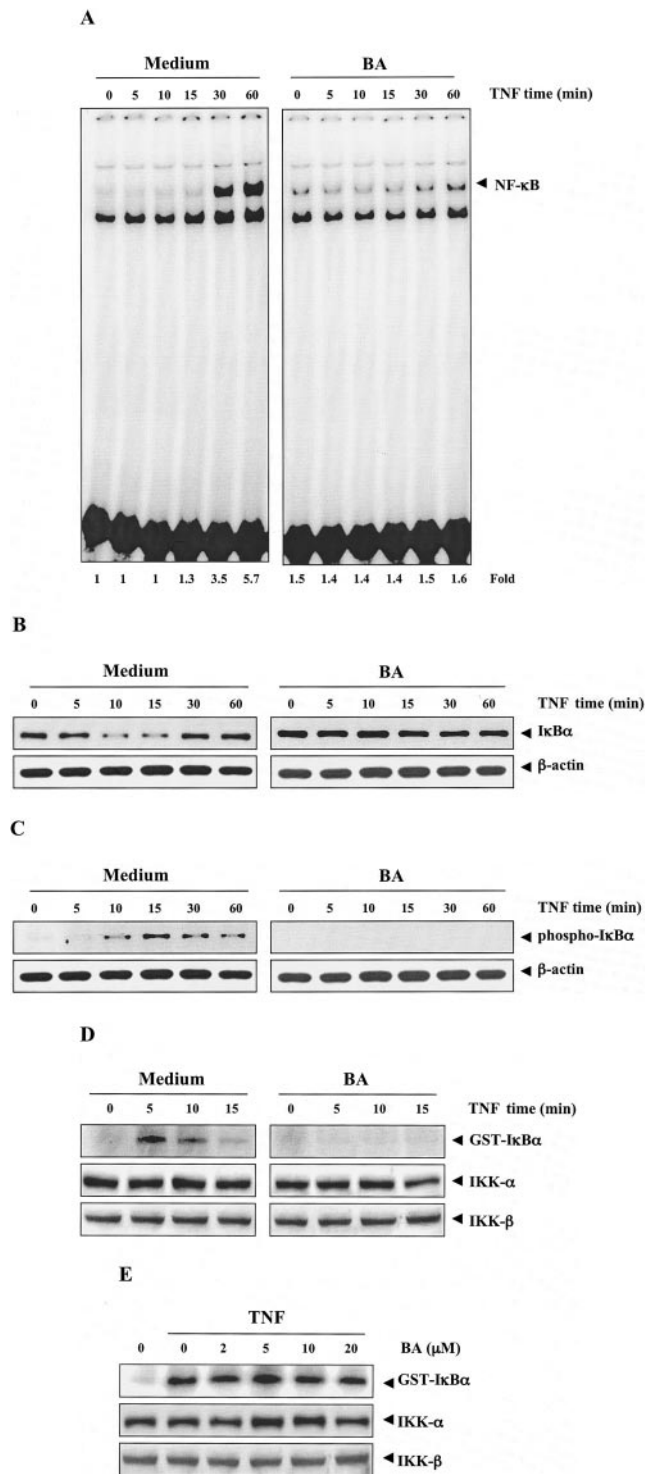 A
Medium BA
0 5 10 15 30 60 0 5 10 15 30 60 TNF time (min)
NF-κB
1 1 1 1.3 3.5 5.7 1.5 1.4 1.4 1.4 1.5 1.6 Fold
B
Medium BA
0 5 10 15 30 60 0 5 10 15 30 60 TNF time (min)
IκBα
β-actin
C
Medium BA
0 5 10 15 30 60 0 5 10 15 30 60 TNF time (min)
phospho-IκBα
β-actin
D
Medium BA
0 5 10 15 0 5 10 15 TNF time (min)
GST-IκBα
IKK-α
IKK-β
E
TNF
0 0 2 5 10 20 BA (μM)
GST-IκBα
IKK-α
IKK-β